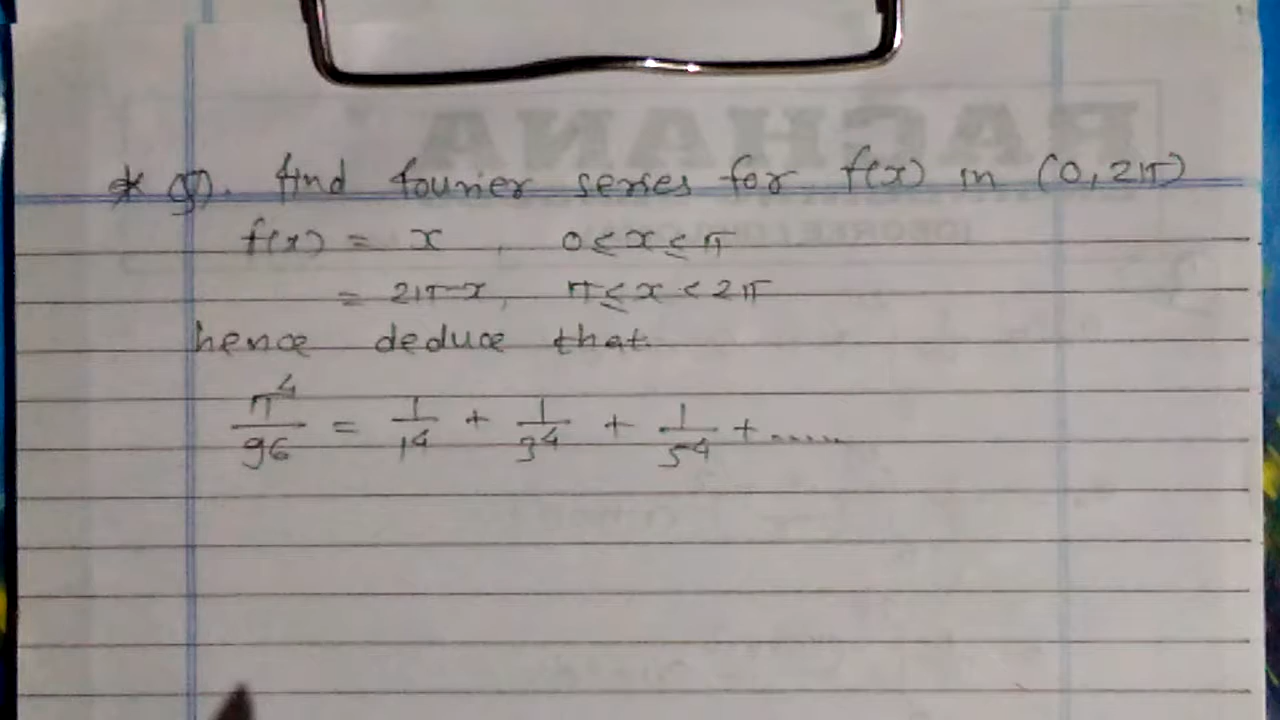 * g). find fourier series for f(x) in (0, 2π)
f(x) = x , 0 ≤ x ≤ π
= 2π-x, π ≤ x < 2π
hence deduce that.
π⁴/96 = 1/1⁴ + 1/3⁴ + 1/5⁴ + .....
RACHANA